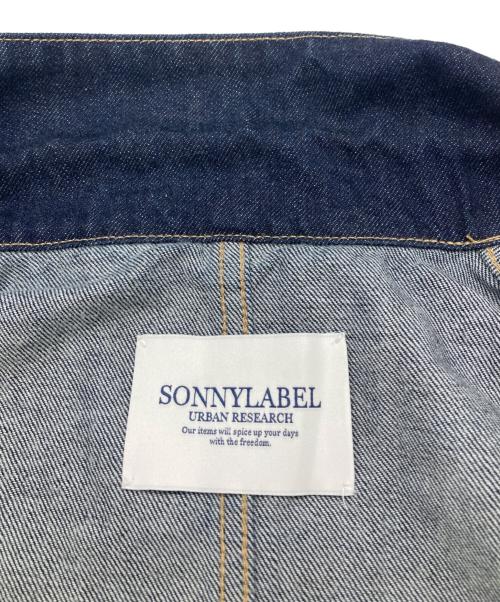 SONNYLABEL
URBAN RESEARCH
Our items will spice up your days
with the freedom.